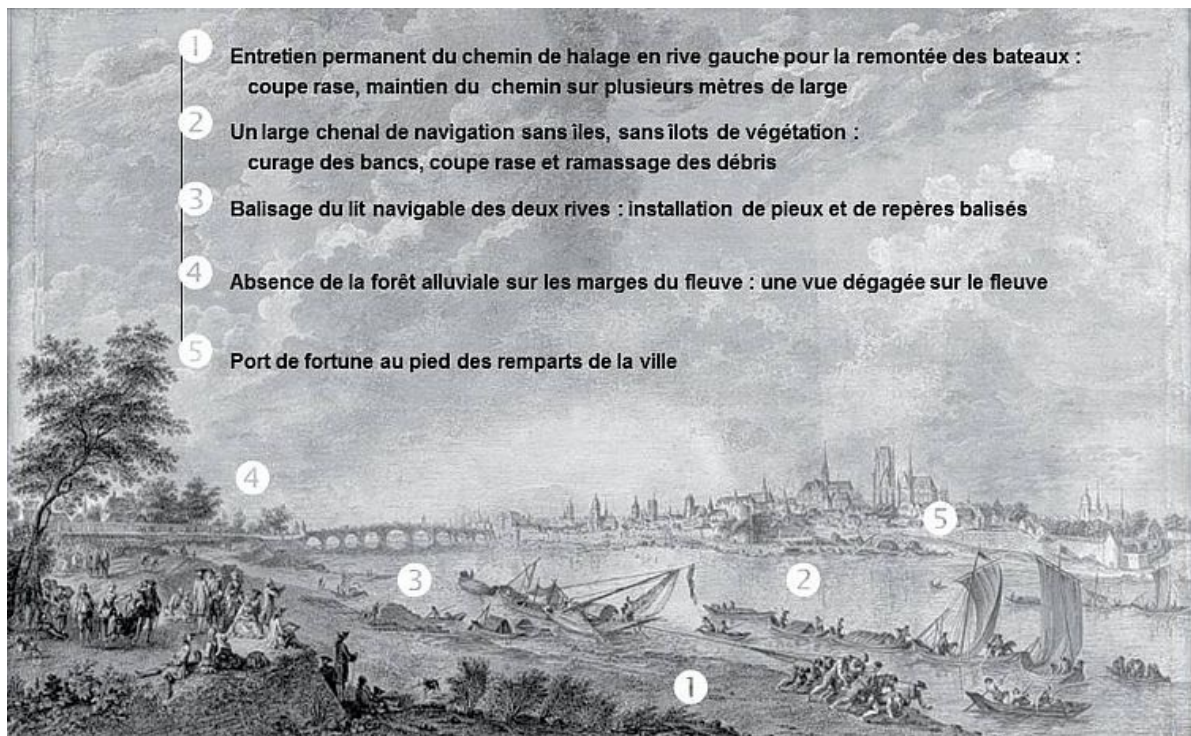 1 Entretien permanent du chemin de halage en rive gauche pour la remontée des bateaux :
coupe rase, maintien du chemin sur plusieurs mètres de large
2 Un large chenal de navigation sans îles, sans îlots de végétation :
curage des bancs, coupe rase et ramassage des débris
3 Balisage du lit navigable des deux rives : installation de pieux et de repères balisés
4 Absence de la forêt alluviale sur les marges du fleuve : une vue dégagée sur le fleuve
5 Port de fortune au pied des remparts de la ville
4
5
3
2
1